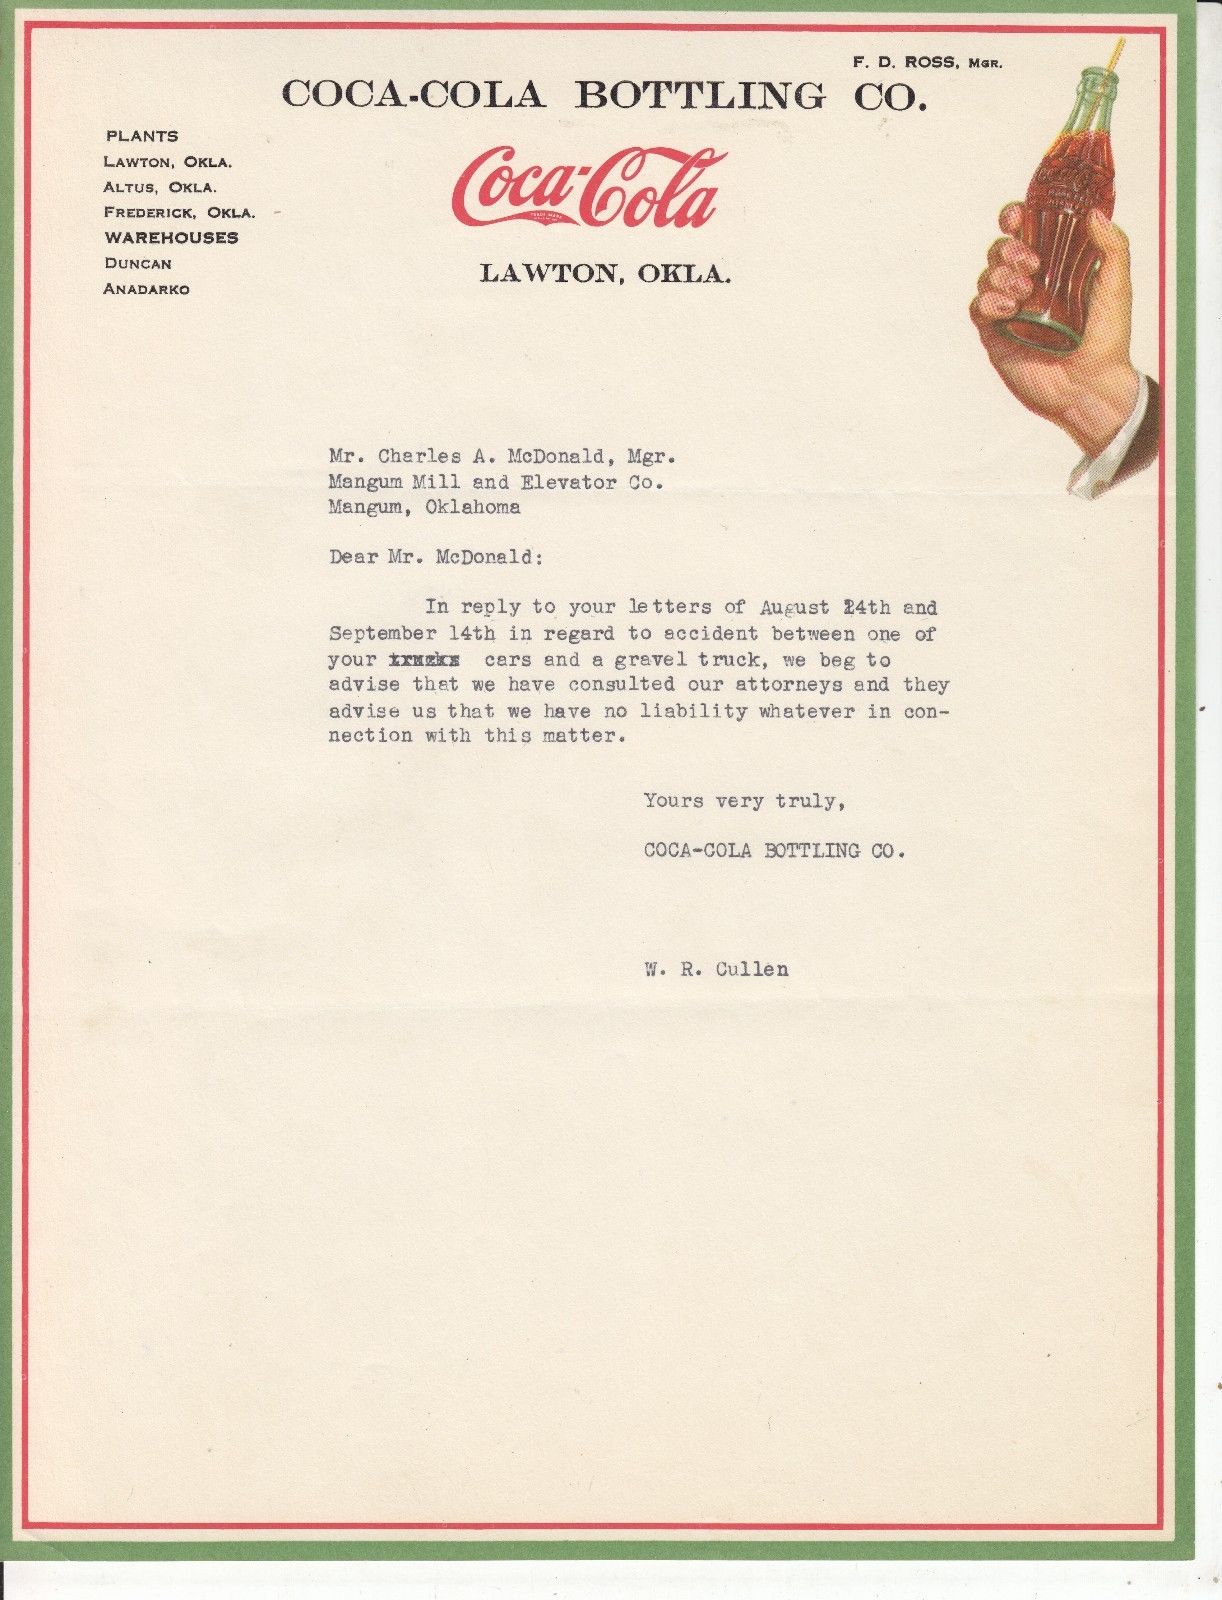 F. D. ROSS, MGR.
COCA-COLA BOTTLING CO.
PLANTS
LAWTON, OKLA.
ALTUS, OKLA.
FREDERICK, OKLA.
WAREHOUSES
DUNCAN
ANADARKO
Coca-Cola
TRADE MARK
LAWTON, OKLA.
Mr. Charles A. McDonald, Mgr.
Mangum Mill and Elevator Co.
Mangum, Oklahoma
Dear Mr. McDonald:
In reply to your letters of August 24th and
September 14th in regard to accident between one of
your cars and a gravel truck, we beg to
advise that we have consulted our attorneys and they
advise us that we have no liability whatever in con-
nection with this matter.
Yours very truly,
COCA-COLA BOTTLING CO.
W. R. Cullen